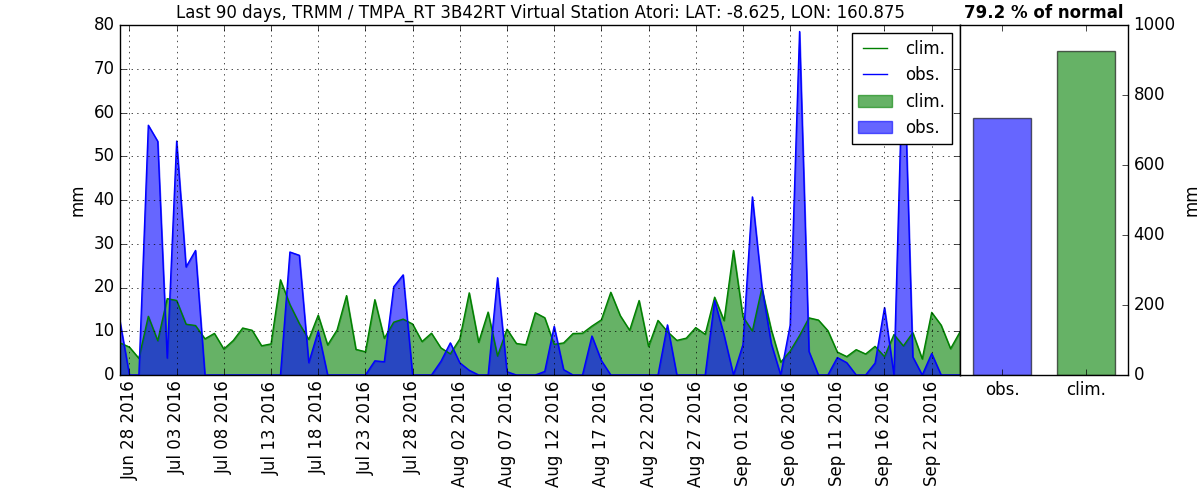 Last 90 days, TRMM / TMPA_RT 3B42RT Virtual Station Atori: LAT: -8.625, LON: 160.875
79.2 % of normal
80
70
60
50
40
30
20
10
0
mm
clim.
obs.
clim.
obs.
Jun 28 2016
Jul 03 2016
Jul 08 2016
Jul 13 2016
Jul 18 2016
Jul 23 2016
Jul 28 2016
Aug 02 2016
Aug 07 2016
Aug 12 2016
Aug 17 2016
Aug 22 2016
Aug 27 2016
Sep 01 2016
Sep 06 2016
Sep 11 2016
Sep 16 2016
Sep 21 2016
1000
800
600
400
200
0
mm
obs.
clim.